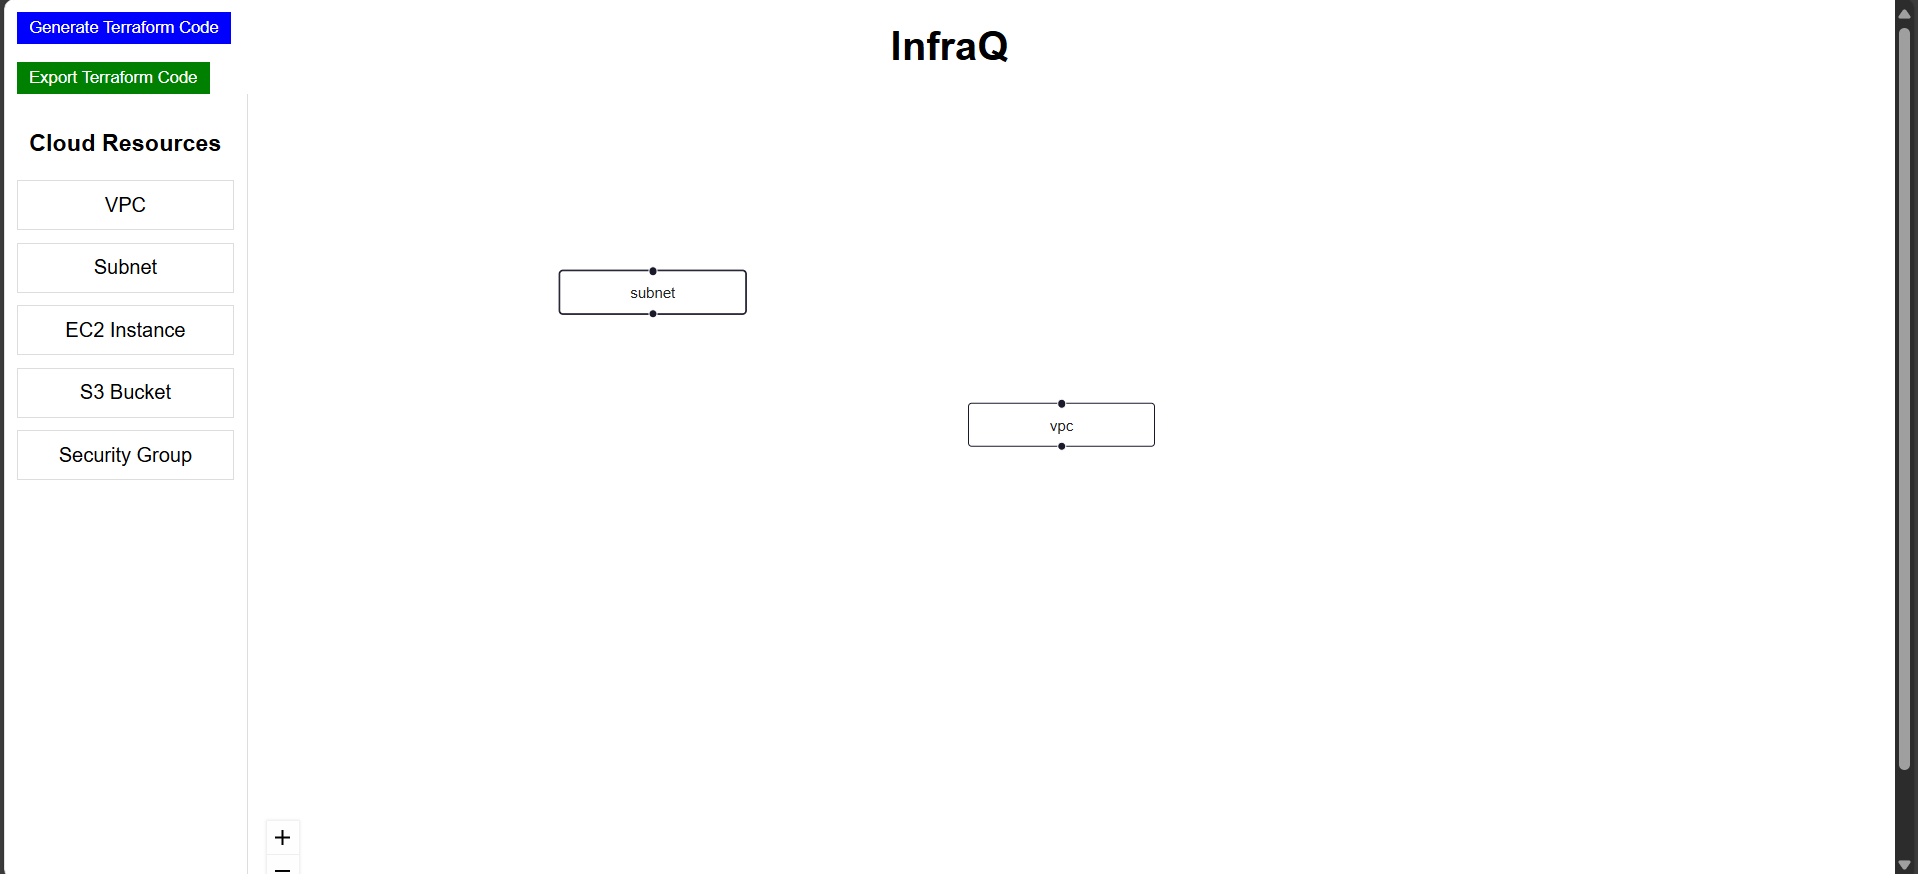 Generate Terraform Code
InfraQ
Export Terraform Code
Cloud Resources
VPC
Subnet
EC2 Instance
S3 Bucket
Security Group
subnet
vpc